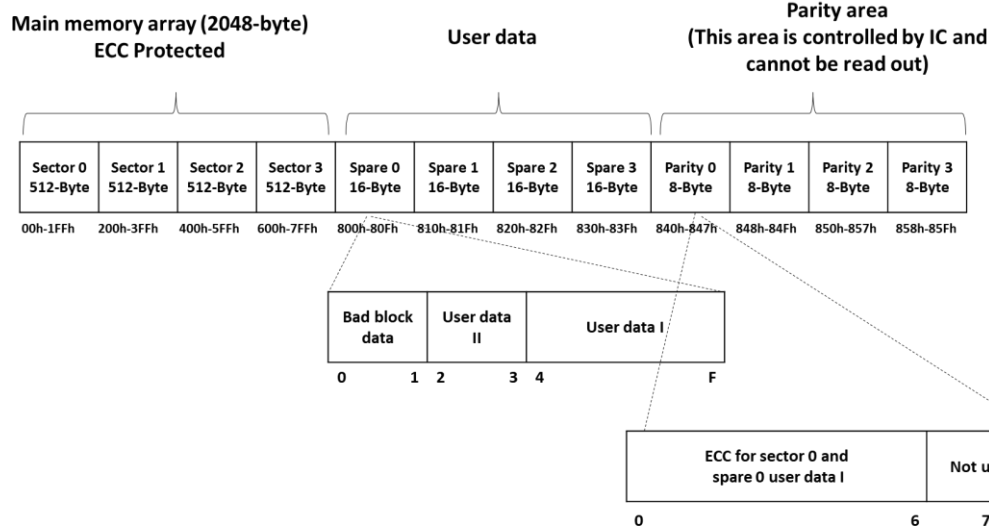 Main memory array (2048-byte)
ECC Protected
User data
Parity area
(This area is controlled by IC and
cannot be read out)
Sector 0
512-Byte
Sector 1
512-Byte
Sector 2
512-Byte
Sector 3
512-Byte
Spare 0
16-Byte
Spare 1
16-Byte
Spare 2
16-Byte
Spare 3
16-Byte
Parity 0
8-Byte
Parity 1
8-Byte
Parity 2
8-Byte
Parity 3
8-Byte
00h-1FFh
200h-3FFh
400h-5FFh
600h-7FFh
800h-80Fh
810h-81Fh
820h-82Fh
830h-83Fh
840h-847h
848h-84Fh
850h-857h
858h-85Fh
Bad block
data
User data
II
User data I
0 1 2 3 4 F
ECC for sector 0 and
spare 0 user data I
Not u
0 6 7